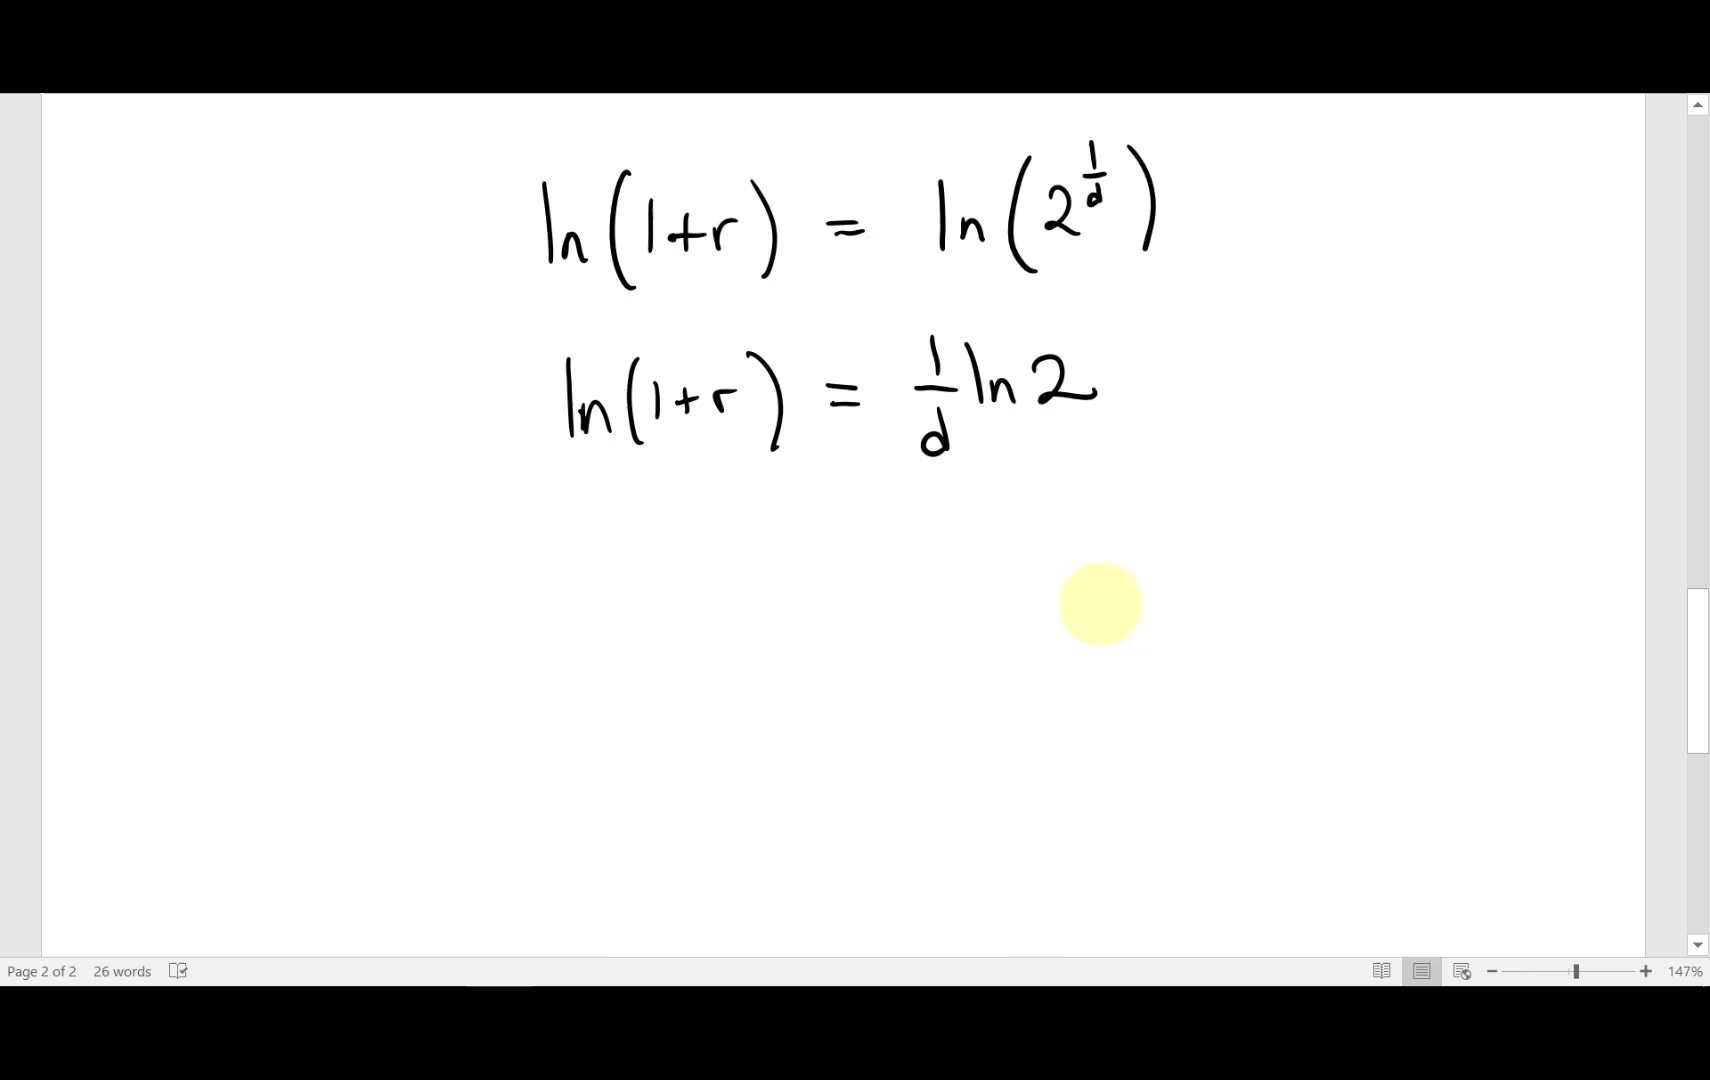 ln(1+r) = ln(2^{1/d})
ln(1+r) = 1/d ln 2
Page 2 of 2 26 words 147%